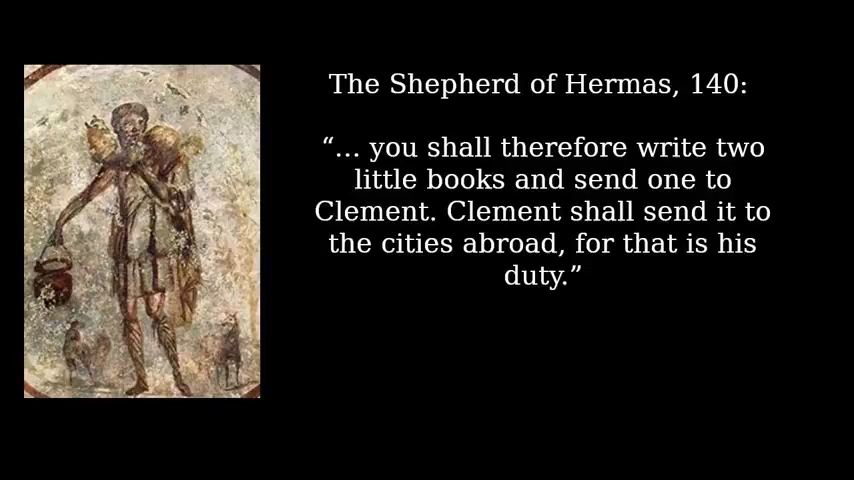 The Shepherd of Hermas, 140:
“... you shall therefore write two
little books and send one to
Clement. Clement shall send it to
the cities abroad, for that is his
duty.”